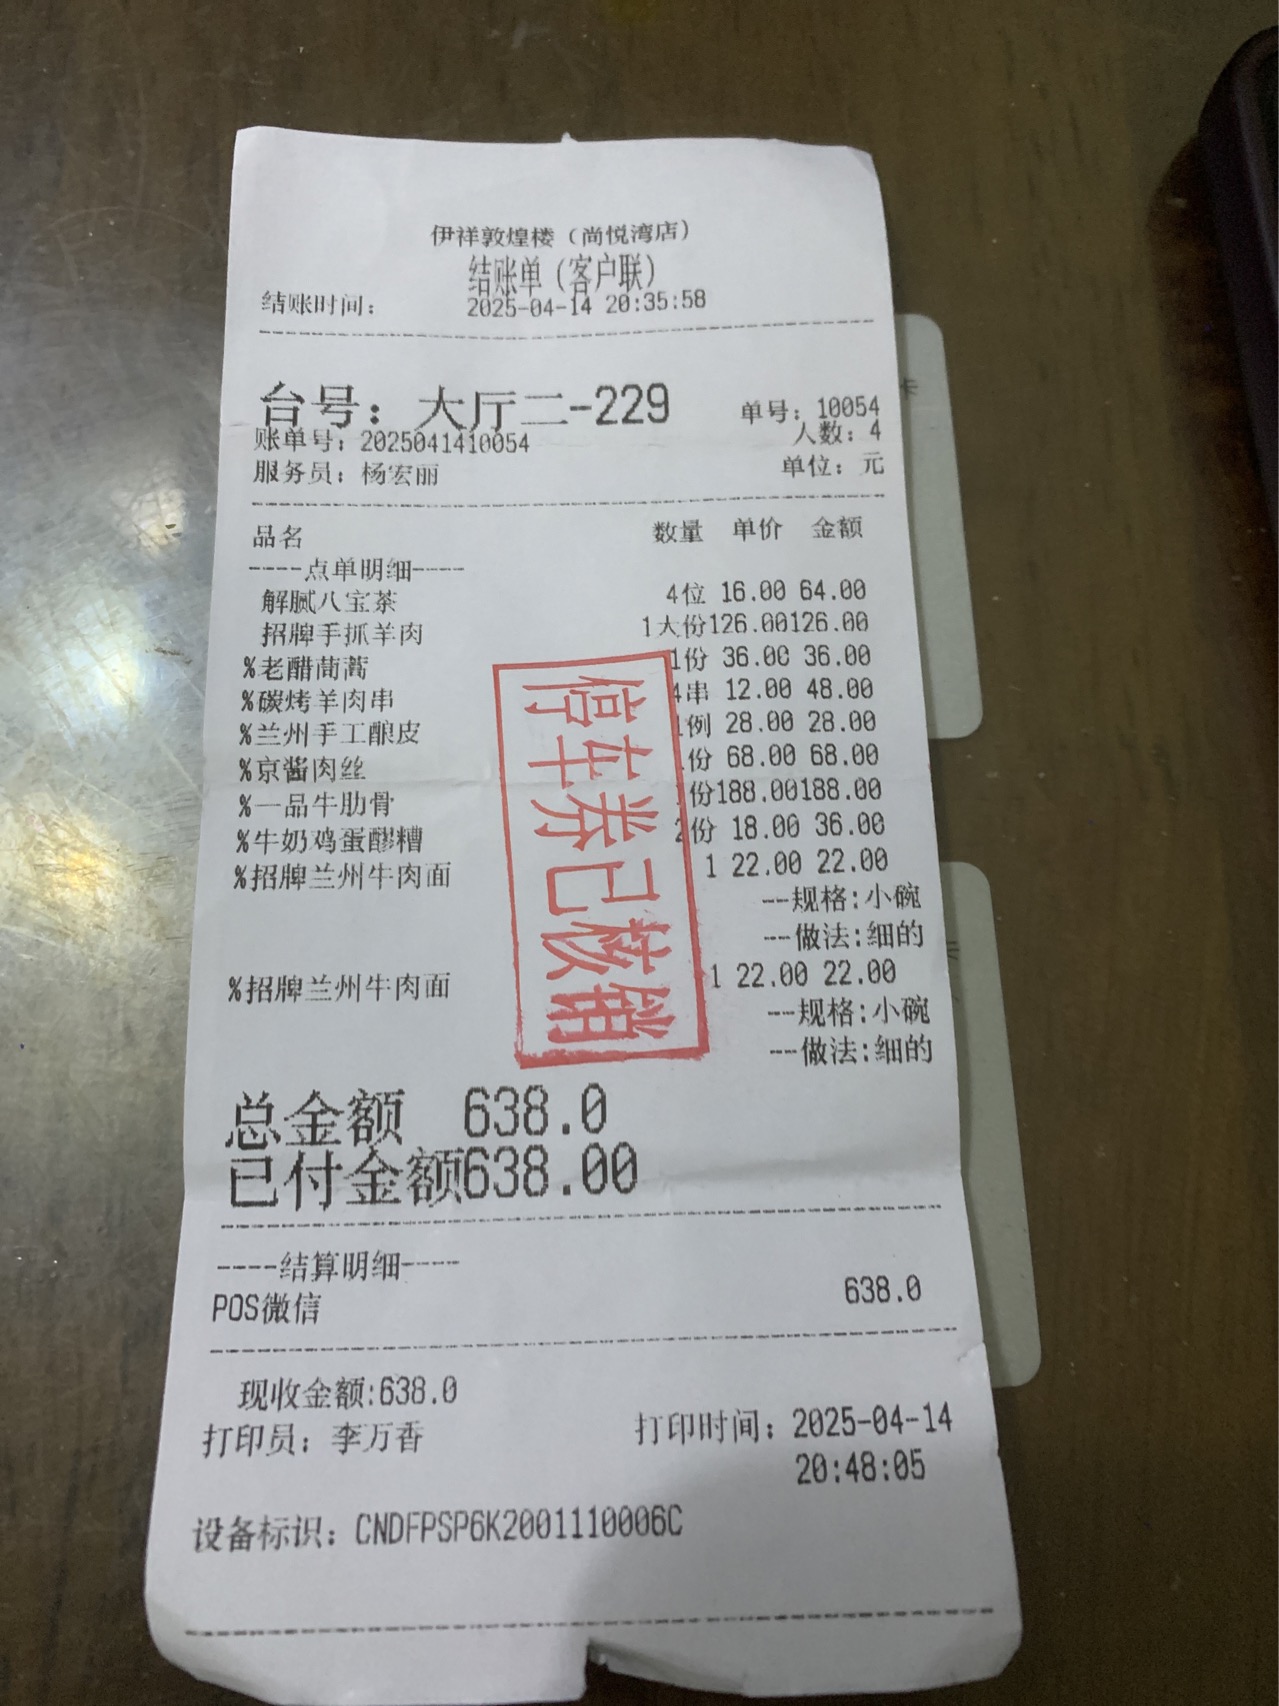 伊祥敦煌楼（尚悦湾店）
结账单（客户联）
结账时间： 2025-04-14 20:35:58
台号：大厅二-229 单号：10054
账单号：2025041410054 人数：4
服务员：杨宏丽 单位：元
品名 数量 单价 金额
----点单明细----
解腻八宝茶 4位 16.00 64.00
招牌手抓羊肉 1大份126.00126.00
%老醋茼蒿 1份 36.00 36.00
%碳烤羊肉串 4串 12.00 48.00
%兰州手工酿皮 1例 28.00 28.00
%京酱肉丝 1份 68.00 68.00
%一品牛肋骨 1份188.00188.00
%牛奶鸡蛋醪糟 2份 18.00 36.00
%招牌兰州牛肉面 1 22.00 22.00
--规格:小碗
--做法:细的
%招牌兰州牛肉面 1 22.00 22.00
--规格:小碗
--做法:细的
停车券已核销
总金额 638.0
已付金额638.00
----结算明细----
POS微信 638.0
现收金额:638.0
打印员：李万香 打印时间：2025-04-14
20:48:05
设备标识：CNDFPSP6K2001110006C
卡